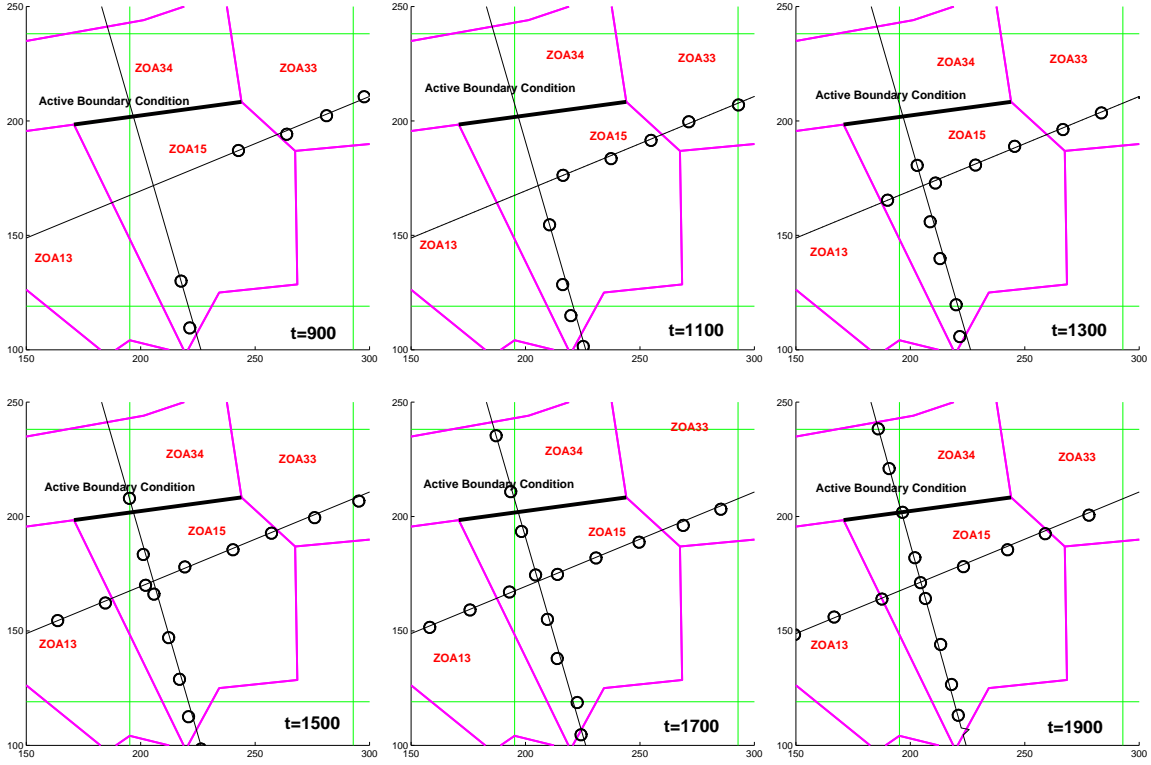 250 250 250
ZOA34 ZOA33 ZOA34 ZOA33 ZOA34 ZOA33
Active Boundary Condition Active Boundary Condition Active Boundary Condition
200 200 200
ZOA15 ZOA15 ZOA15
150 150 150
ZOA13 ZOA13 ZOA13
t=900 t=1100 t=1300
100 100 100
150 200 250 300 150 200 250 300 150 200 250 300
250 250 250
ZOA34 ZOA33 ZOA34 ZOA33 ZOA34 ZOA33
Active Boundary Condition Active Boundary Condition Active Boundary Condition
200 200 200
ZOA15 ZOA15 ZOA15
150 150 150
ZOA13 ZOA13 ZOA13
t=1500 t=1700 t=1900
100 100 100
150 200 250 300 150 200 250 300 150 200 250 300